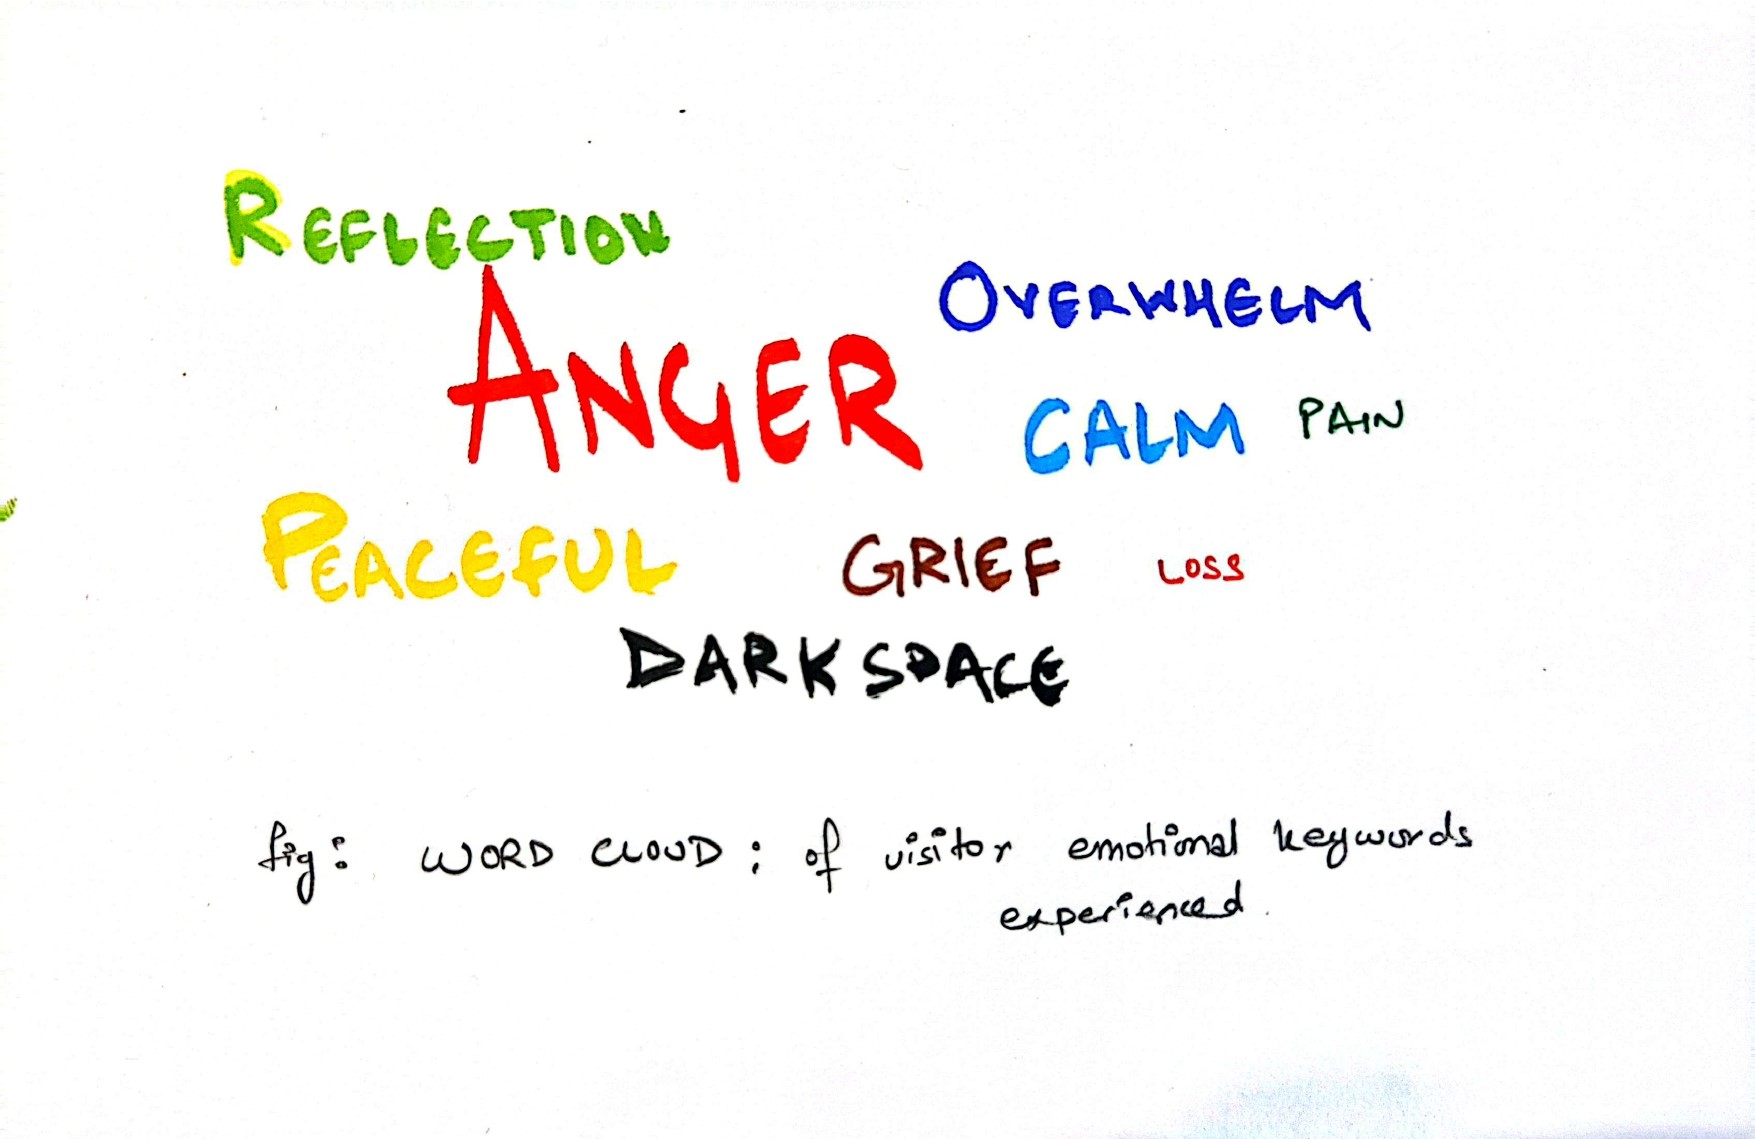 REFLECTION
ANGER
OVERWHELM
CALM PAIN
PEACEFUL GRIEF LOSS
DARK SPACE
fig: WORD CLOUD: of visitor emotional keywords
experienced.